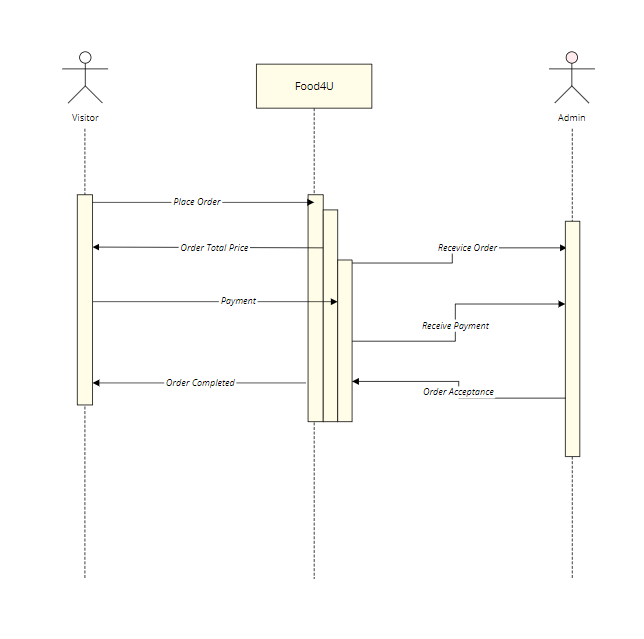 Food4U
Visitor
Admin
Place Order
Order Total Price
Recevice Order
Payment
Receive Payment
Order Completed
Order Acceptance